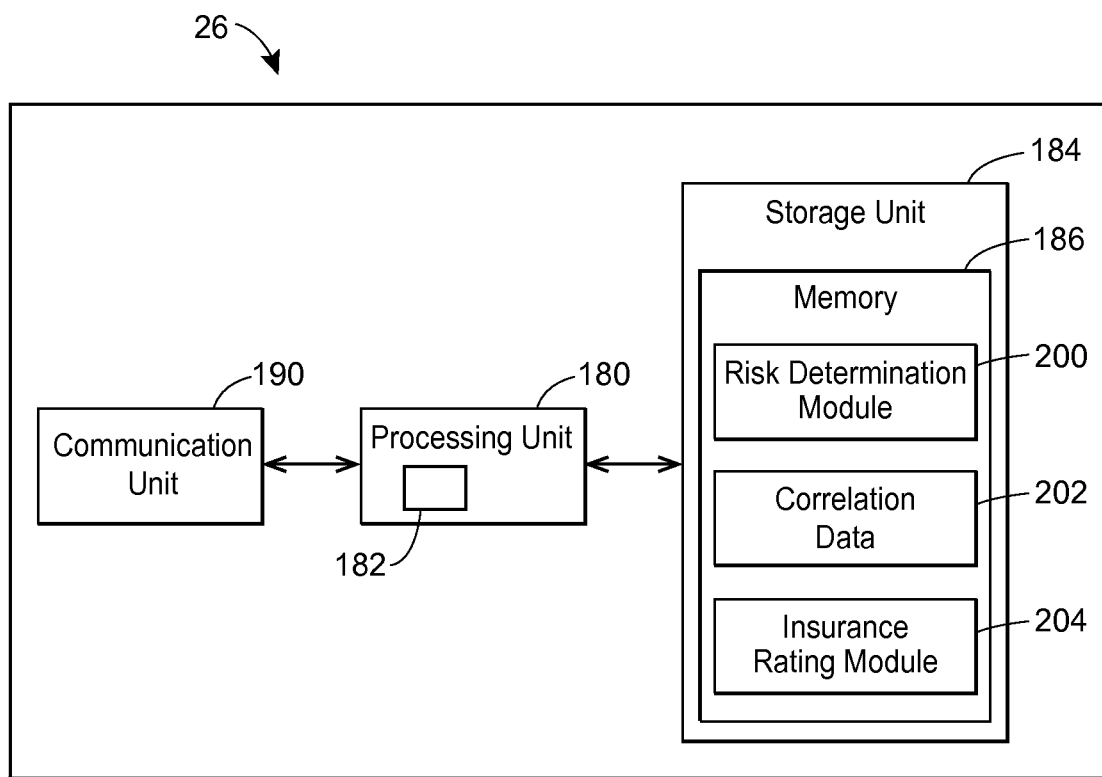 26
184
Storage Unit
186
Memory
200
Risk Determination
Module
190
180
Communication
Unit
Processing Unit
182
202
Correlation
Data
204
Insurance
Rating Module